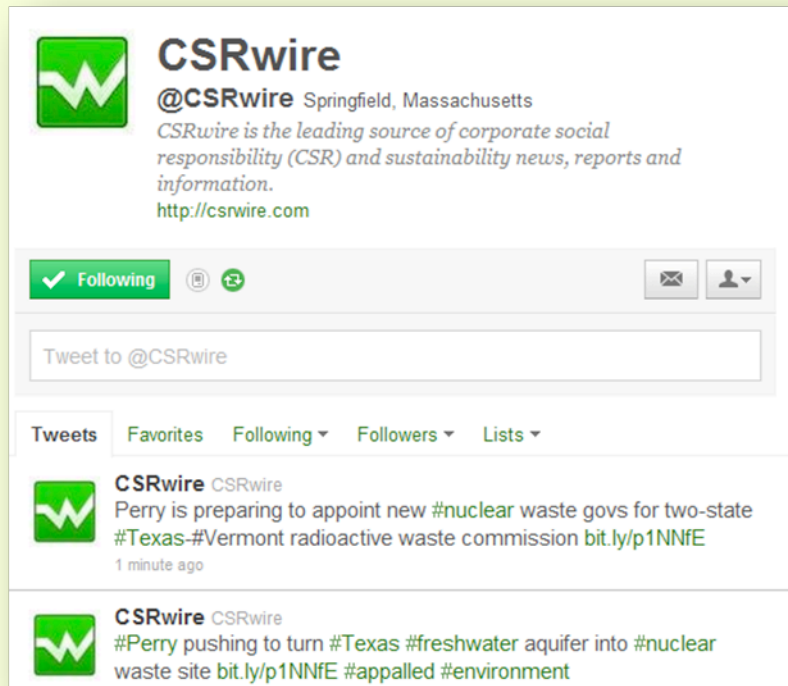 CSRwire
@CSRwire Springfield, Massachusetts
CSRwire is the leading source of corporate social
responsibility (CSR) and sustainability news, reports and
information.
http://csrwire.com
Following
Tweet to @CSRwire
Tweets Favorites Following Followers Lists
CSRwire CSRwire
Perry is preparing to appoint new #nuclear waste govs for two-state
#Texas-#Vermont radioactive waste commission bit.ly/p1NNfE
1 minute ago
CSRwire CSRwire
#Perry pushing to turn #Texas #freshwater aquifer into #nuclear
waste site bit.ly/p1NNfE #appalled #environment